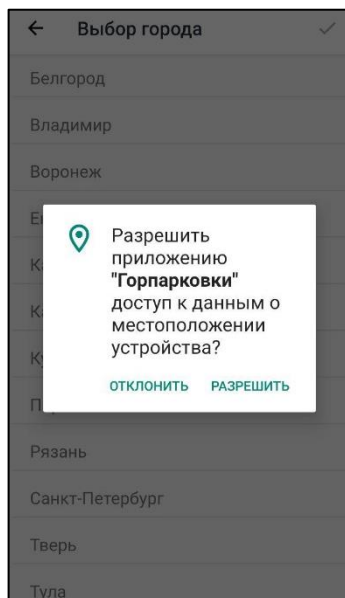 Выбор города
Белгород
Владимир
Воронеж
Разрешить
приложению
"Горпарковки"
доступ к данным о
местоположении
устройства?
ОТКЛОНИТЬ РАЗРЕШИТЬ
Рязань
Санкт-Петербург
Тверь
Тула